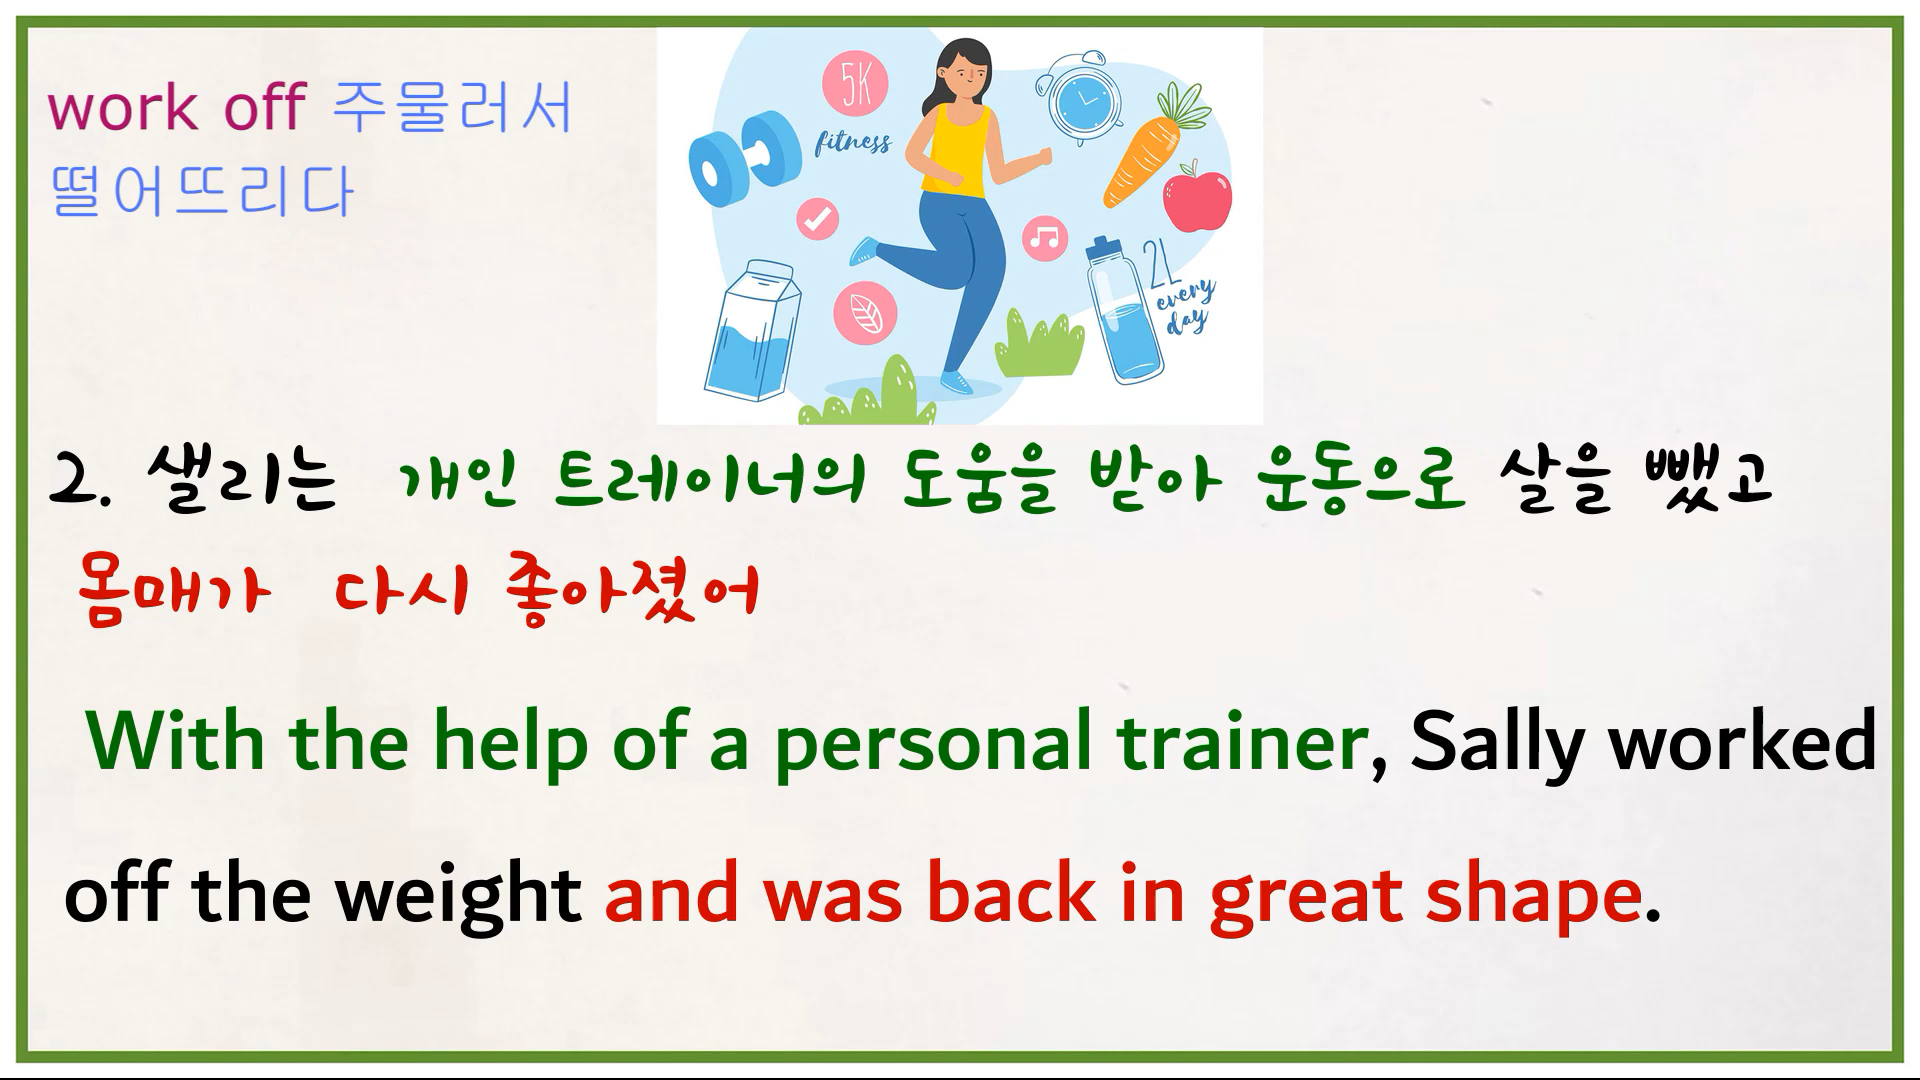 work off 주물러서
떨어뜨리다
5K
fitness
2L
every
day
2. 샐리는 개인 트레이너의 도움을 받아 운동으로 살을 뺐고
몸매가 다시 좋아졌어
With the help of a personal trainer, Sally worked
off the weight and was back in great shape.